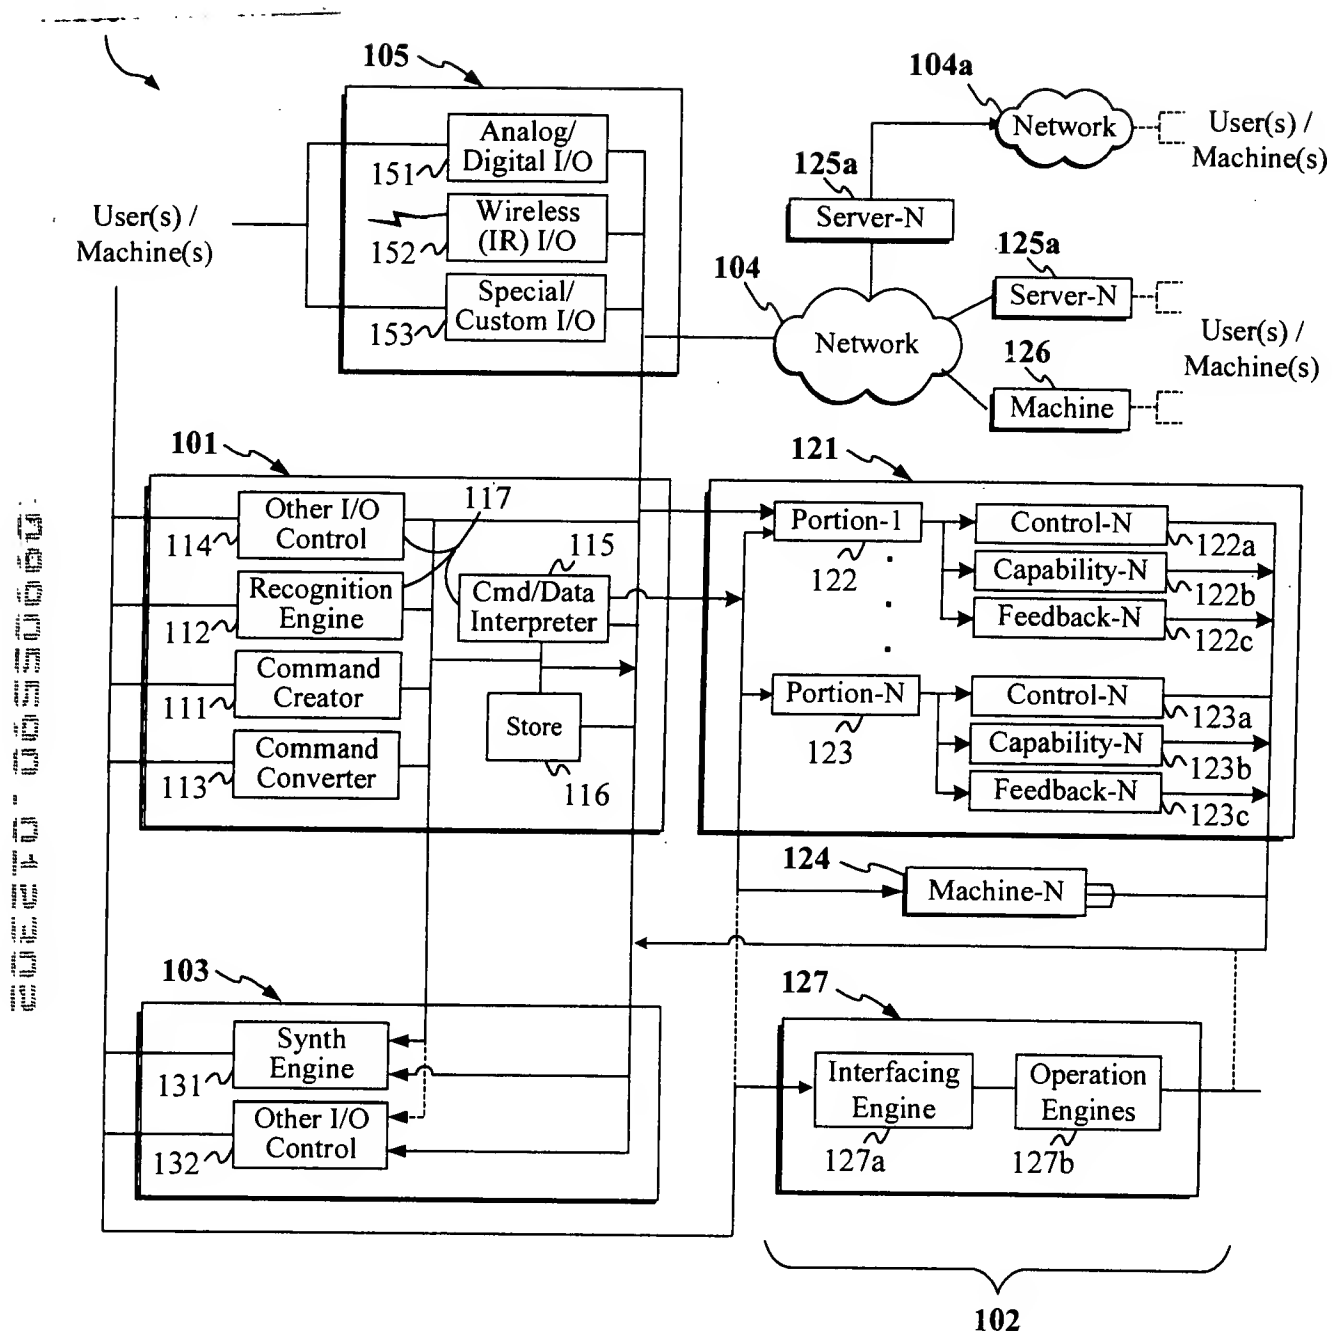 105
104a
Analog/
Digital I/O
151
Network
User(s) /
Machine(s)
125a
Server-N
User(s) /
Machine(s)
Wireless
(IR) I/O
152
125a
Server-N
104
Special/
Custom I/O
153
Network
User(s) /
Machine(s)
126
Machine
101
117
121
Other I/O
Control
114
115
Cmd/Data
Interpreter
Recognition
Engine
112
Command
Creator
111
Store
116
Command
Converter
113
Portion-1
122
Control-N
122a
Capability-N
122b
Feedback-N
122c
Portion-N
123
Control-N
123a
Capability-N
123b
Feedback-N
123c
124
Machine-N
103
Synth
Engine
131
Other I/O
Control
132
127
Interfacing
Engine
127a
Operation
Engines
127b
102